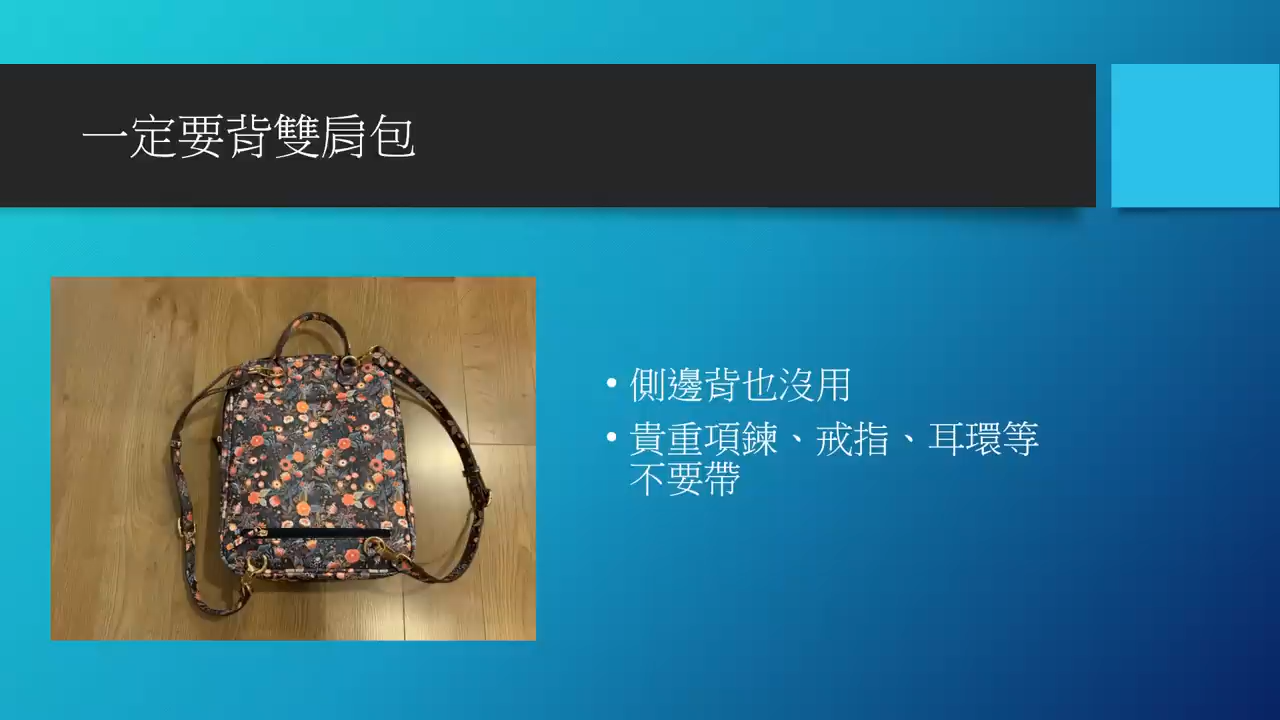 一定要背雙肩包
• 側邊背也沒用
• 貴重項鍊、戒指、耳環等
不要帶